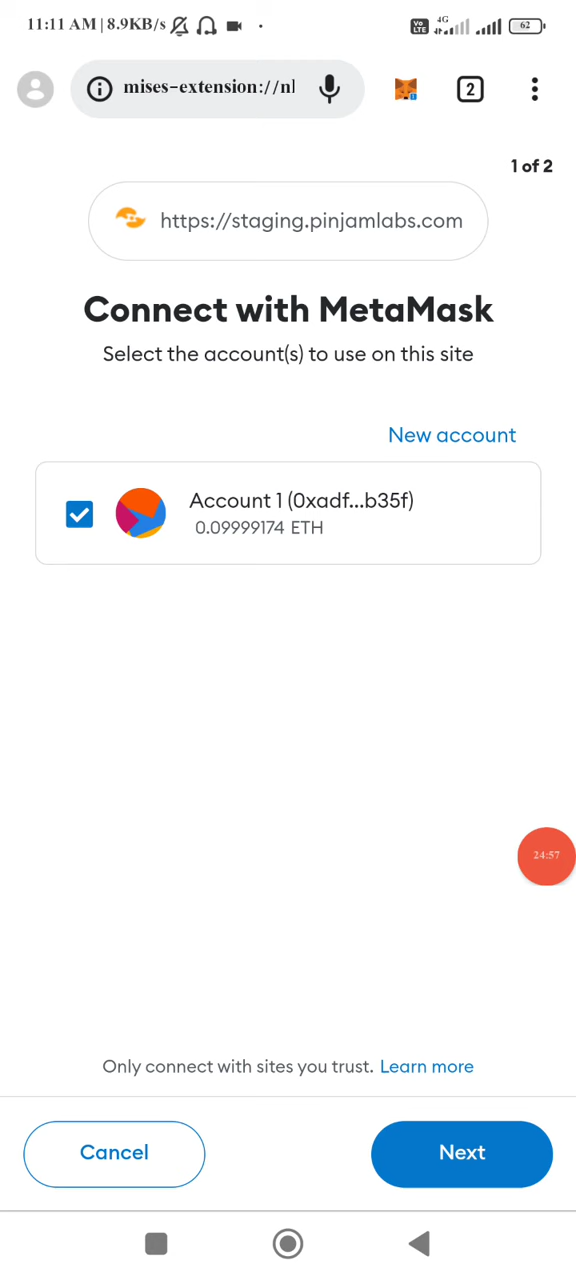 11:11 AM | 8.9KB/s
Vo LTE 4G 62
mises-extension://nl
2
1 of 2
https://staging.pinjamlabs.com
Connect with MetaMask
Select the account(s) to use on this site
New account
Account 1 (0xadf...b35f)
0.09999174 ETH
24:57
Only connect with sites you trust. Learn more
Cancel
Next